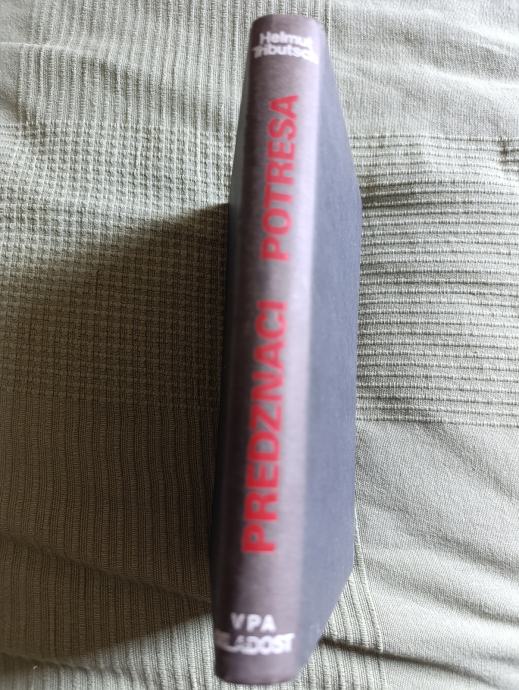 Helmut
Tributsch
PREDZNACI POTRESA
VPA
MLADOST